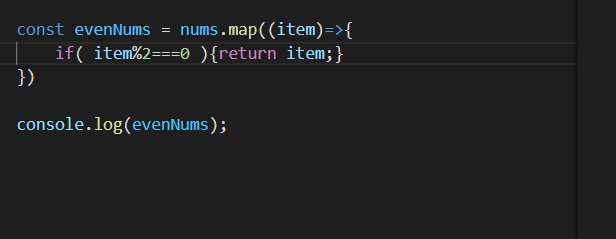 const evenNums = nums.map((item)=>{
    if( item%2===0 ){return item;}
})
console.log(evenNums);